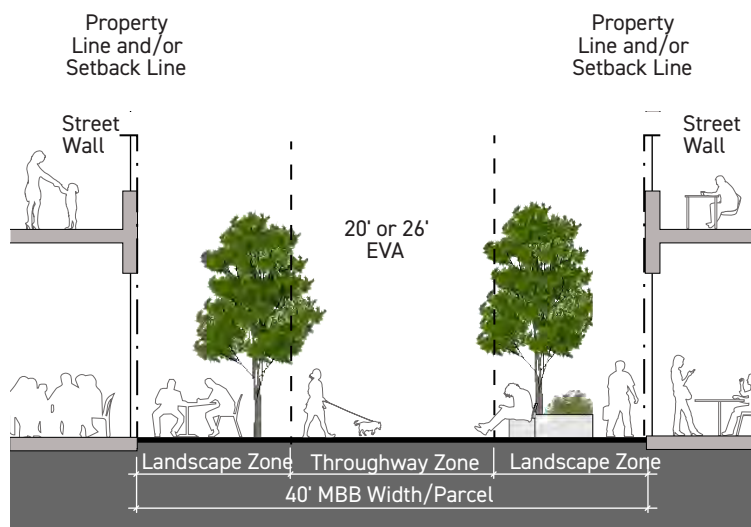 Property
Line and/or
Setback Line
Property
Line and/or
Setback Line
Street
Wall
Street
Wall
20' or 26'
EVA
Landscape Zone
Throughway Zone
Landscape Zone
40' MBB Width/Parcel